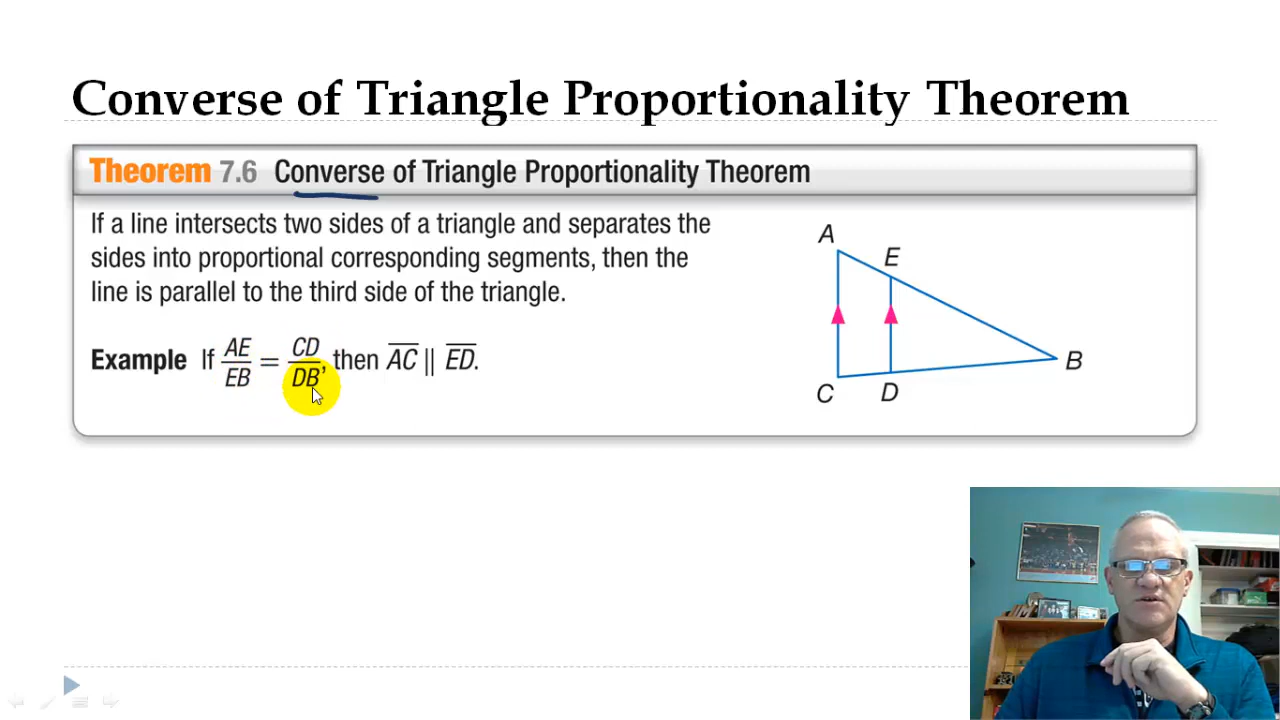 Converse of Triangle Proportionality Theorem
Theorem 7.6 Converse of Triangle Proportionality Theorem
If a line intersects two sides of a triangle and separates the
sides into proportional corresponding segments, then the
line is parallel to the third side of the triangle.
Example If AE/EB = CD/DB, then A̅C̅ || E̅D̅.
A
E
B
C
D